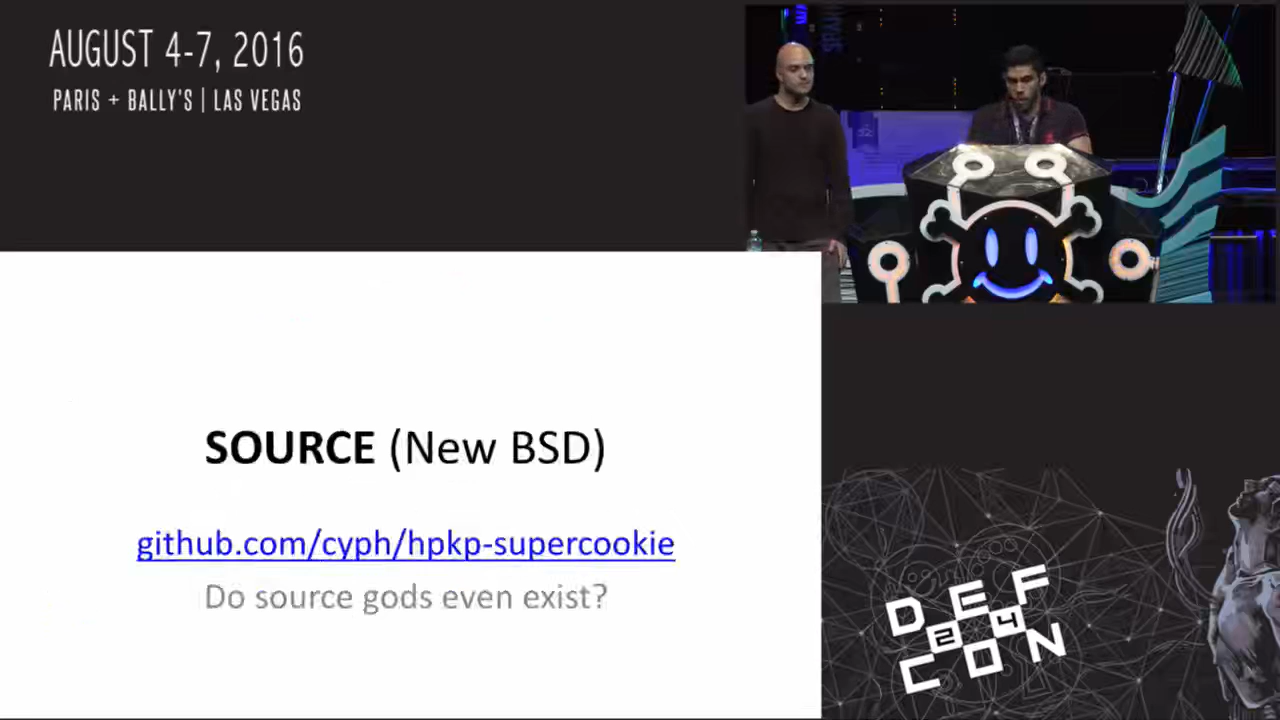 AUGUST 4-7, 2016
PARIS + BALLY'S | LAS VEGAS
SOURCE (New BSD)
github.com/cyph/hpkp-supercookie
Do source gods even exist?
DEF
24
CON